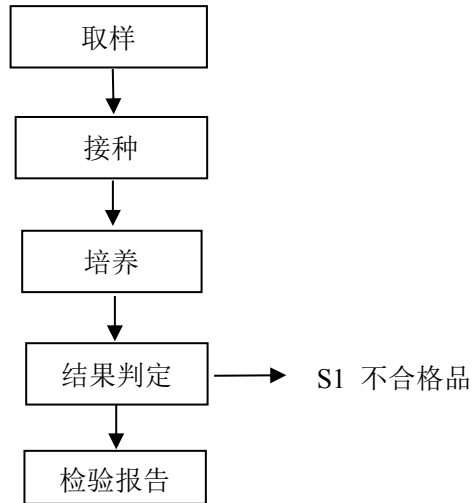 取样
接种
培养
结果判定
S1 不合格品
检验报告